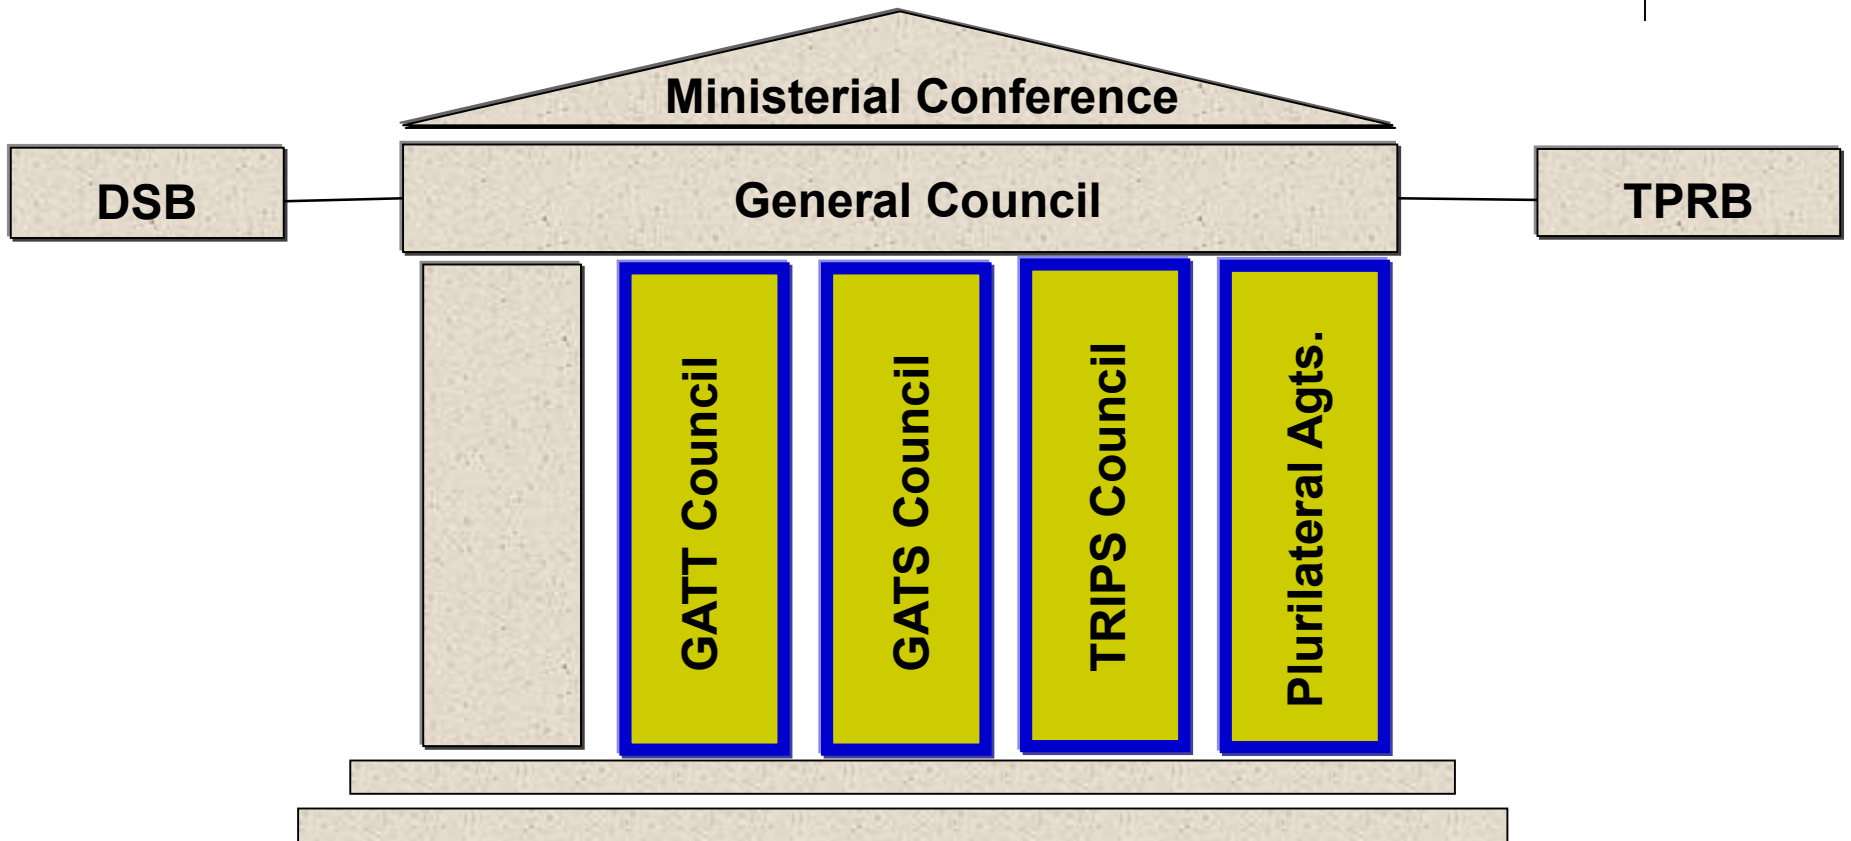 Ministerial Conference
DSB
General Council
TPRB
GATT Council
GATS Council
TRIPS Council
Plurilateral Agts.